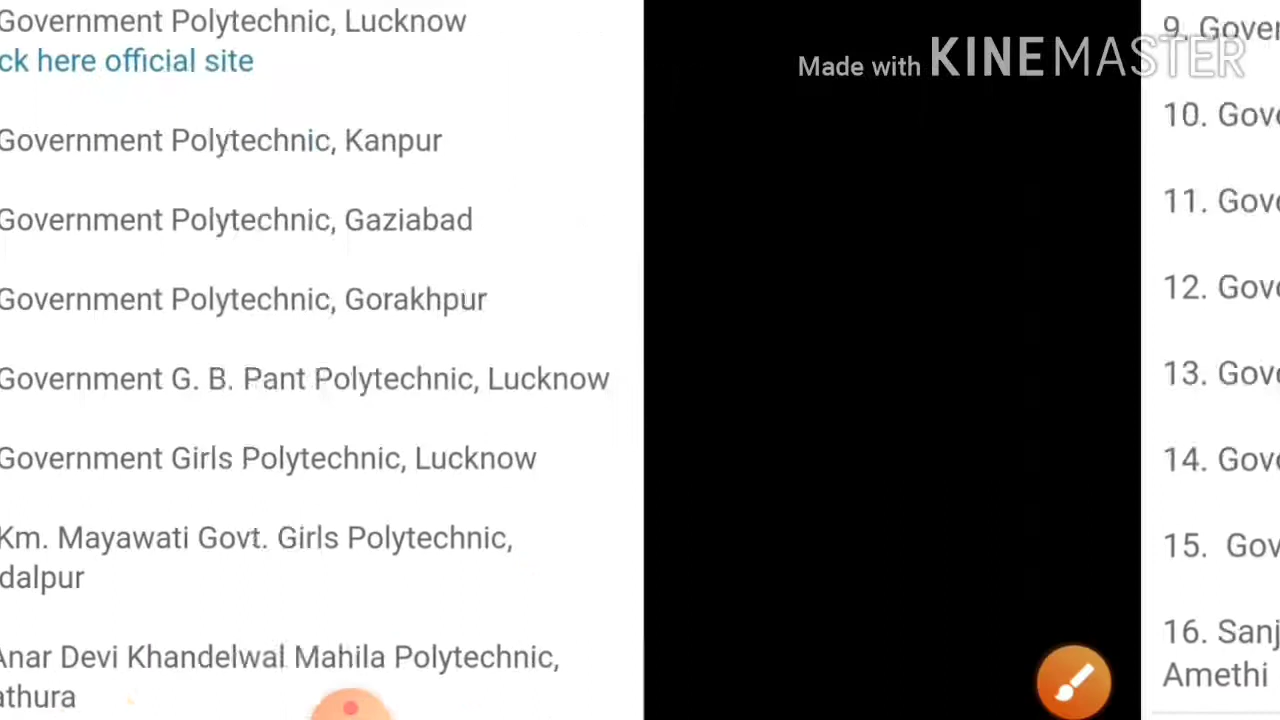 Government Polytechnic, Lucknow
ck here official site
Government Polytechnic, Kanpur
Government Polytechnic, Gaziabad
Government Polytechnic, Gorakhpur
Government G. B. Pant Polytechnic, Lucknow
Government Girls Polytechnic, Lucknow
Km. Mayawati Govt. Girls Polytechnic,
dalpur
Anar Devi Khandelwal Mahila Polytechnic,
athura
Made with KINEMASTER
9. Gover
10. Gove
11. Gove
12. Gove
13. Gove
14. Gove
15. Gov
16. Sanj
Amethi